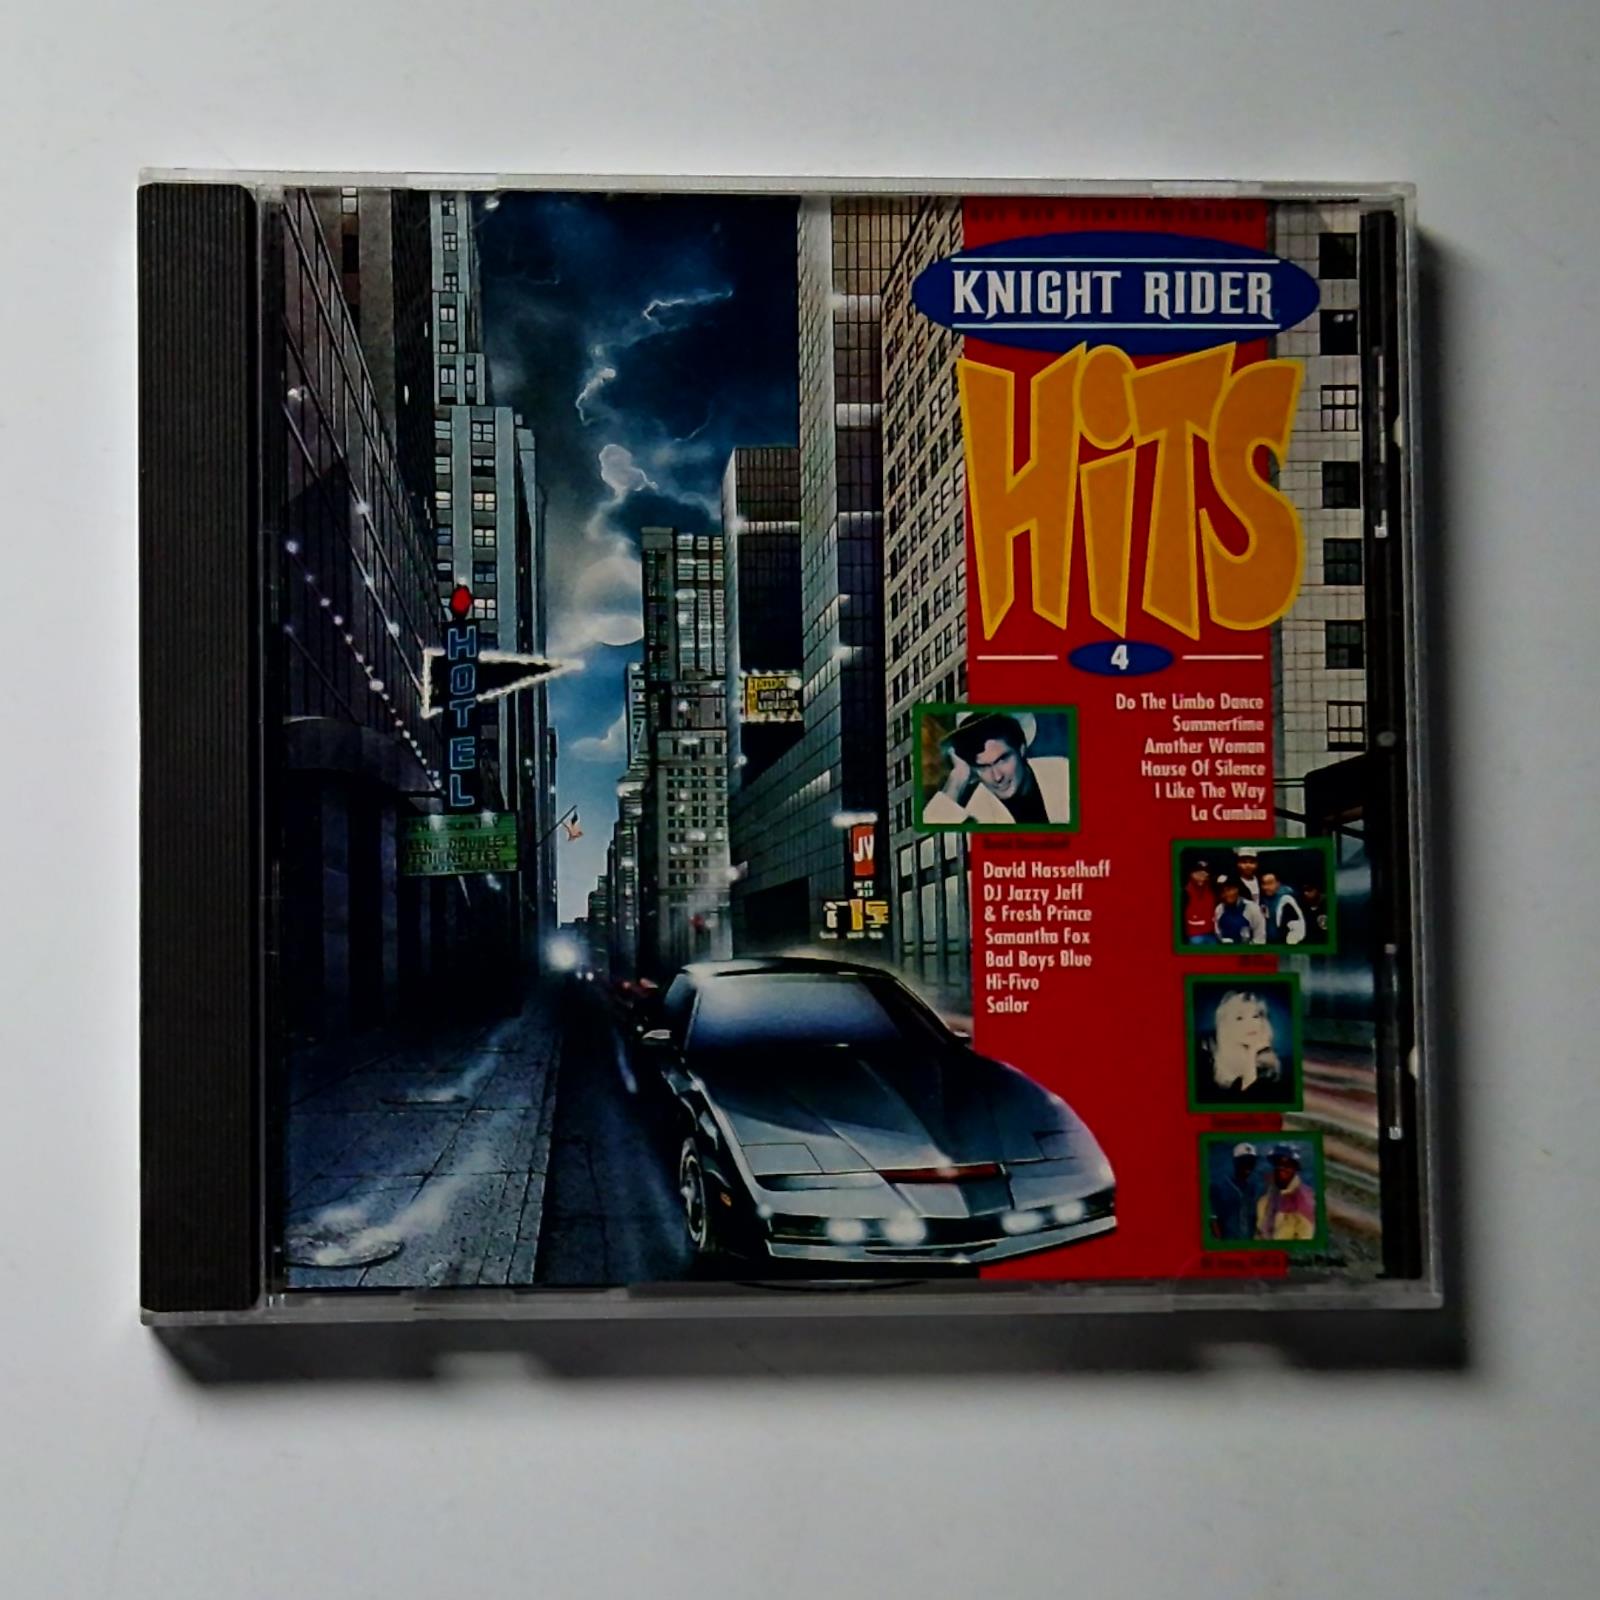 KNIGHT RIDER
HiTS
4
Do The Limbo Dance
Summertime
Another Woman
House Of Silence
I Like The Way
La Cumbia
David Hasselhoff
DJ Jazzy Jeff
& Fresh Prince
Samantha Fox
Bad Boys Blue
Hi-Five
Sailor
HOTEL
JV